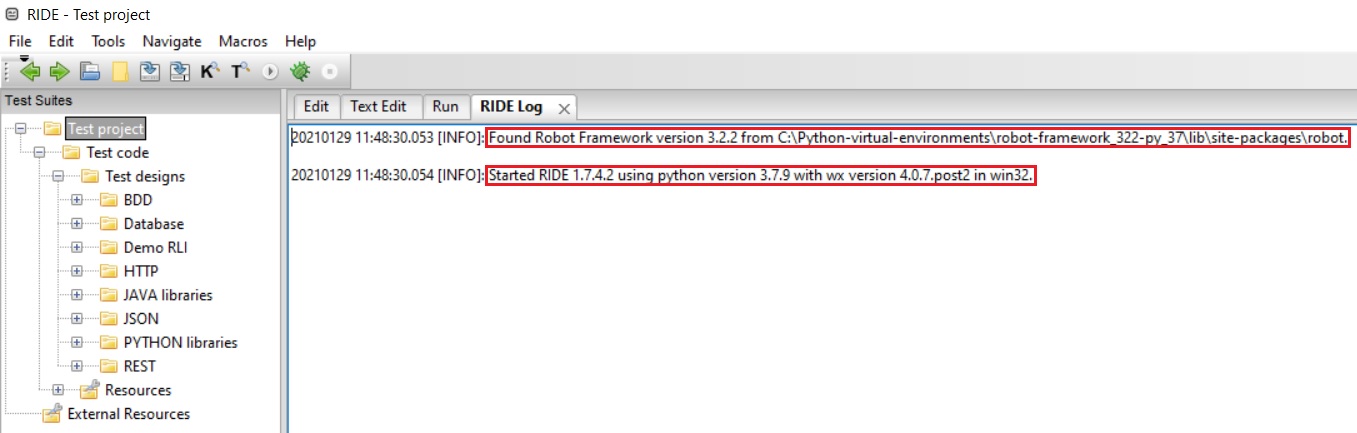 RIDE - Test project
File Edit Tools Navigate Macros Help
K T
Test Suites
Edit Text Edit Run RIDE Log
Test project
Test code
Test designs
BDD
Database
Demo RLI
HTTP
JAVA libraries
JSON
PYTHON libraries
REST
Resources
External Resources
20210129 11:48:30.053 [INFO]: Found Robot Framework version 3.2.2 from C:\Python-virtual-environments\robot-framework_322-py_37\lib\site-packages\robot.
20210129 11:48:30.054 [INFO]: Started RIDE 1.7.4.2 using python version 3.7.9 with wx version 4.0.7.post2 in win32.